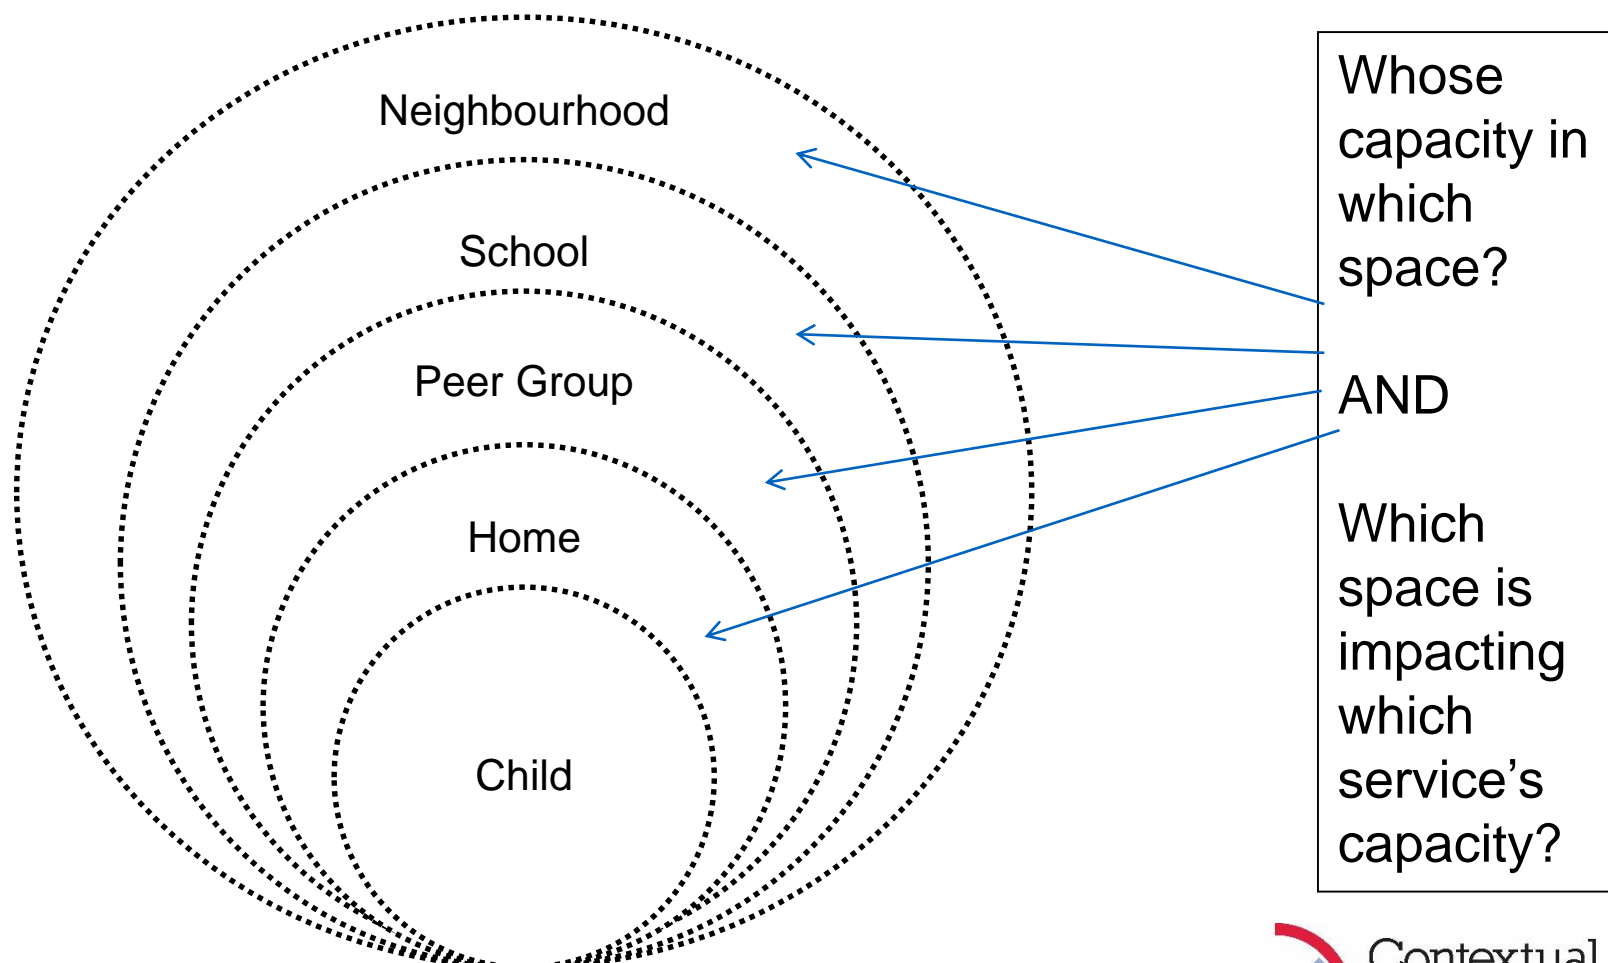 Neighbourhood
School
Peer Group
Home
Child
Whose
capacity in
which
space?
AND
Which
space is
impacting
which
service’s
capacity?
Contextual